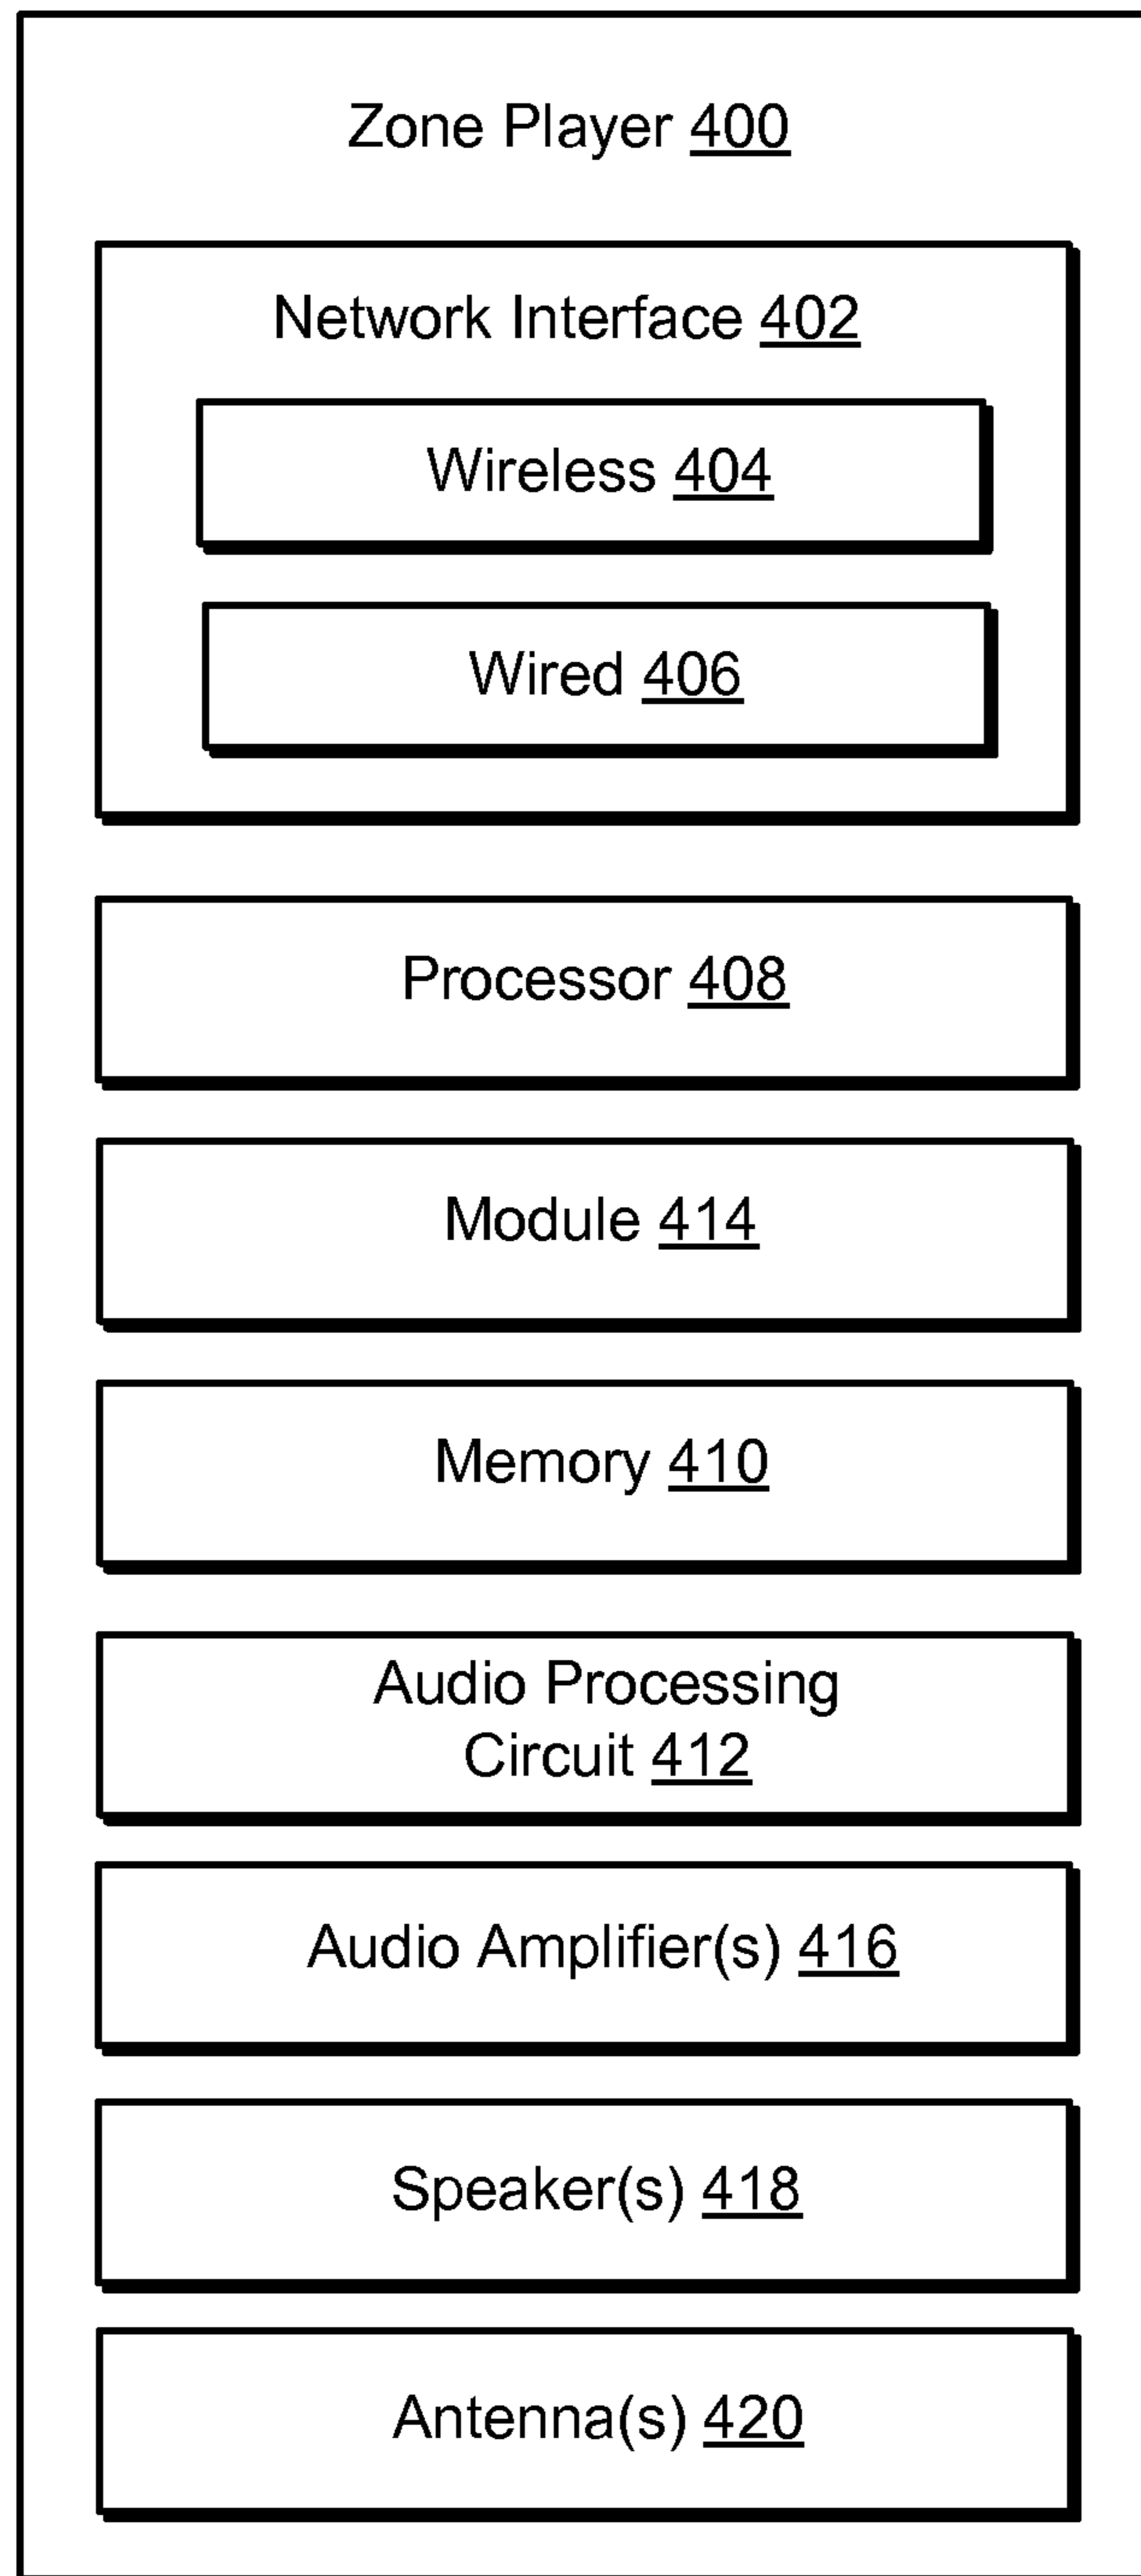 Zone Player 400
Network Interface 402
Wireless 404
Wired 406
Processor 408
Module 414
Memory 410
Audio Processing
Circuit 412
Audio Amplifier(s) 416
Speaker(s) 418
Antenna(s) 420